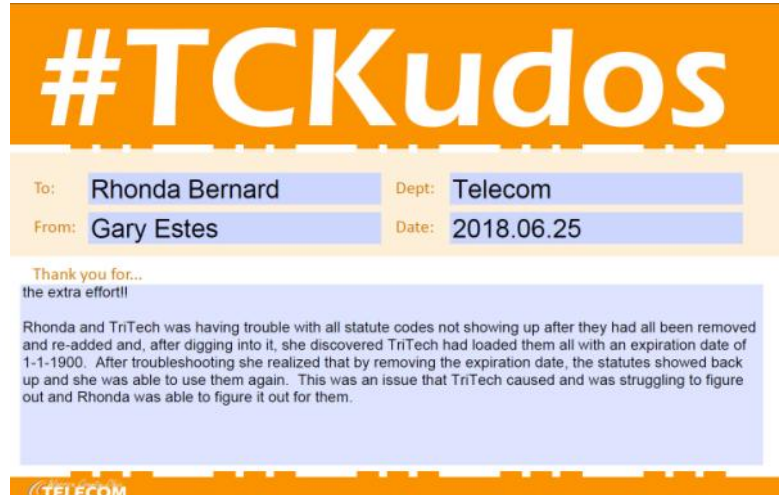 #TCKudos
To: Rhonda Bernard Dept: Telecom
From: Gary Estes Date: 2018.06.25
Thank you for...
the extra effort!!
Rhonda and TriTech was having trouble with all statute codes not showing up after they had all been removed
and re-added and, after digging into it, she discovered TriTech had loaded them all with an expiration date of
1-1-1900.  After troubleshooting she realized that by removing the expiration date, the statutes showed back
up and she was able to use them again.  This was an issue that TriTech caused and was struggling to figure
out and Rhonda was able to figure it out for them.
TELECOM